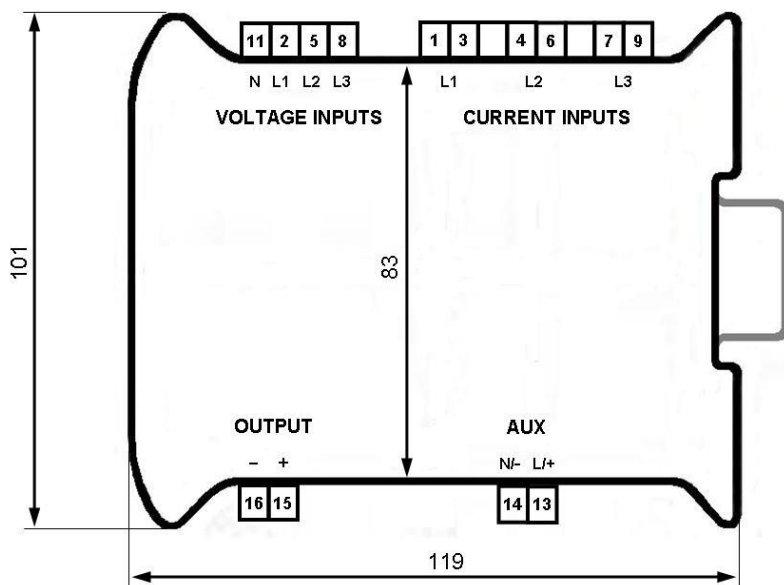 11 2 5 8 1 3 4 6 7 9
N L1 L2 L3 L1 L2 L3
VOLTAGE INPUTS CURRENT INPUTS
101
83
OUTPUT AUX
– + N/- L/+
16 15 14 13
119